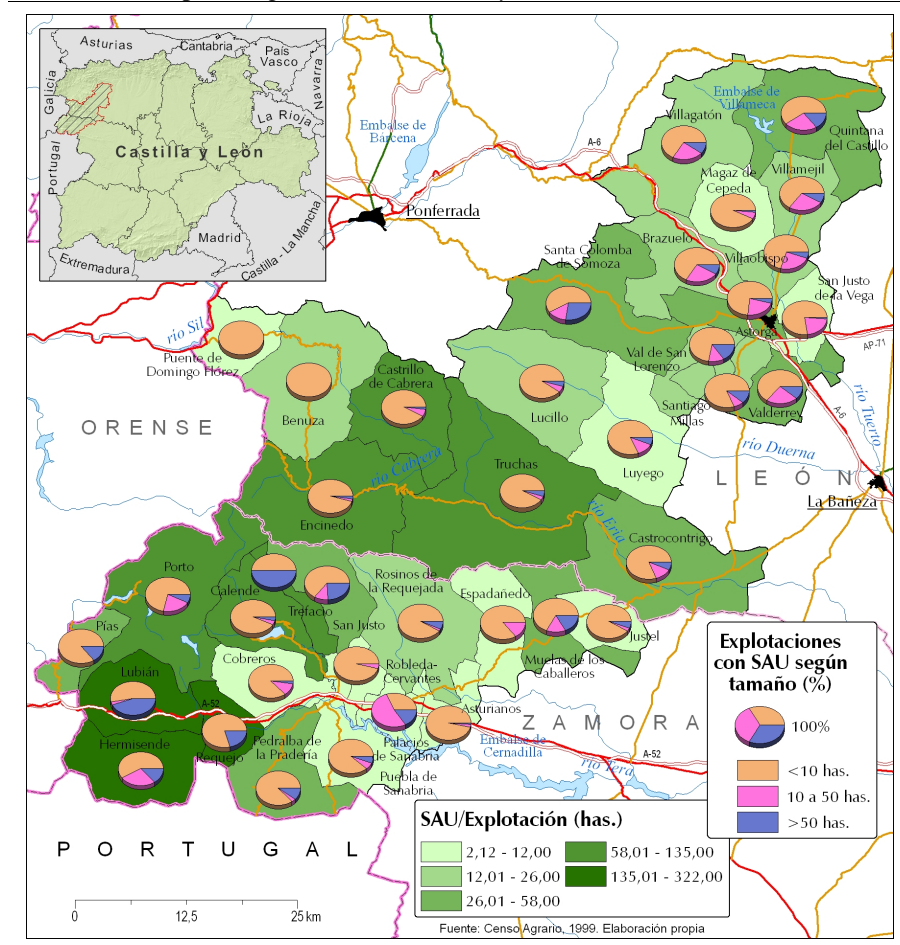 Asturias
Cantabria
País
Vasco
Navarra
Galicia
La Rioja
Castilla y León
Portugal
Madrid
Castilla - La Mancha
Extremadura
Embalse de
Bárcena
A-6
Ponferrada
Embalse de
Villameca
Villagatón
Quintana
del Castillo
Magaz de
Cepeda
Villamejil
Brazuelo
Villaobispo
Santa Colomba
de Somoza
San Justo
de la Vega
Astorga
AP-71
río Sil
Puente de
Domingo Flórez
Val de San
Lorenzo
Castrillo
de Cabrera
Benuza
Lucillo
Santiago
Millas
Valderrey
A-6
río Tuerto
ORENSE
Luyego
río Duerna
río Cabrera
Truchas
LEÓN
La Bañeza
Encinedo
río Eria
Castrocontrigo
Porto
Calende
Trefacio
Rosinos de
la Requejada
Espadañedo
San Justo
Pías
Justel
Lubián
Cobreros
Robleda-
Cervantes
Muelas de los
Caballeros
A-52
Asturianos
ZAMORA
Hermisende
Requejo
Pedralba de
la Pradería
Palacios
de Sanabria
Embalse de
Cernadilla
A-52
río Tera
Puebla de
Sanabria
PORTUGAL
Explotaciones
con SAU según
tamaño (%)
100%
<10 has.
10 a 50 has.
>50 has.
SAU/Explotación (has.)
2,12 - 12,00
58,01 - 135,00
12,01 - 26,00
135,01 - 322,00
26,01 - 58,00
0
12,5
25 km
Fuente: Censo Agrario, 1999. Elaboración propia